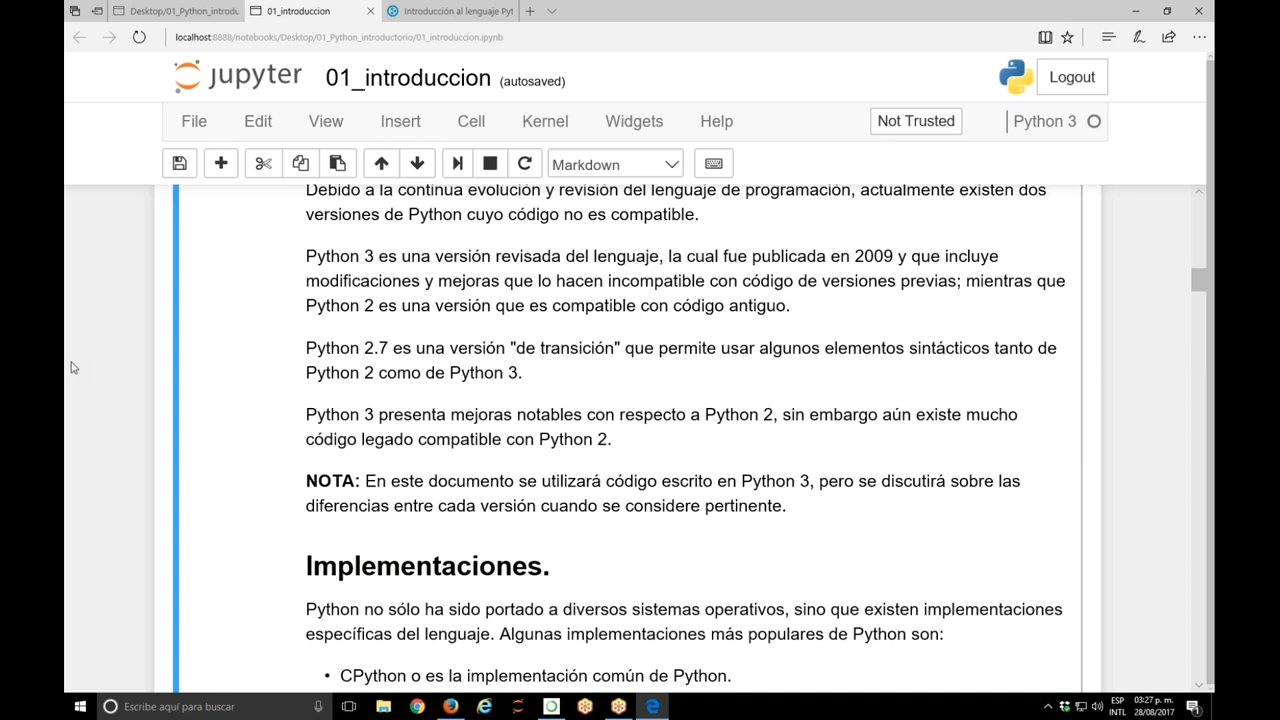 Desktop/01_Python_introdu
01_introduccion
Introducción al lenguaje Pyt
localhost:8888/notebooks/Desktop/01_Python_introductorio/01_introduccion.ipynb
jupyter 01_introduccion (autosaved)
Logout
File Edit View Insert Cell Kernel Widgets Help
Not Trusted
Python 3
Markdown
Debido a la continua evolución y revisión del lenguaje de programación, actualmente existen dos
versiones de Python cuyo código no es compatible.
Python 3 es una versión revisada del lenguaje, la cual fue publicada en 2009 y que incluye
modificaciones y mejoras que lo hacen incompatible con código de versiones previas; mientras que
Python 2 es una versión que es compatible con código antiguo.
Python 2.7 es una versión "de transición" que permite usar algunos elementos sintácticos tanto de
Python 2 como de Python 3.
Python 3 presenta mejoras notables con respecto a Python 2, sin embargo aún existe mucho
código legado compatible con Python 2.
NOTA: En este documento se utilizará código escrito en Python 3, pero se discutirá sobre las
diferencias entre cada versión cuando se considere pertinente.
Implementaciones.
Python no sólo ha sido portado a diversos sistemas operativos, sino que existen implementaciones
específicas del lenguaje. Algunas implementaciones más populares de Python son:
• CPython o es la implementación común de Python.
Escribe aquí para buscar
ESP
INTL
03:27 p. m.
28/08/2017
1